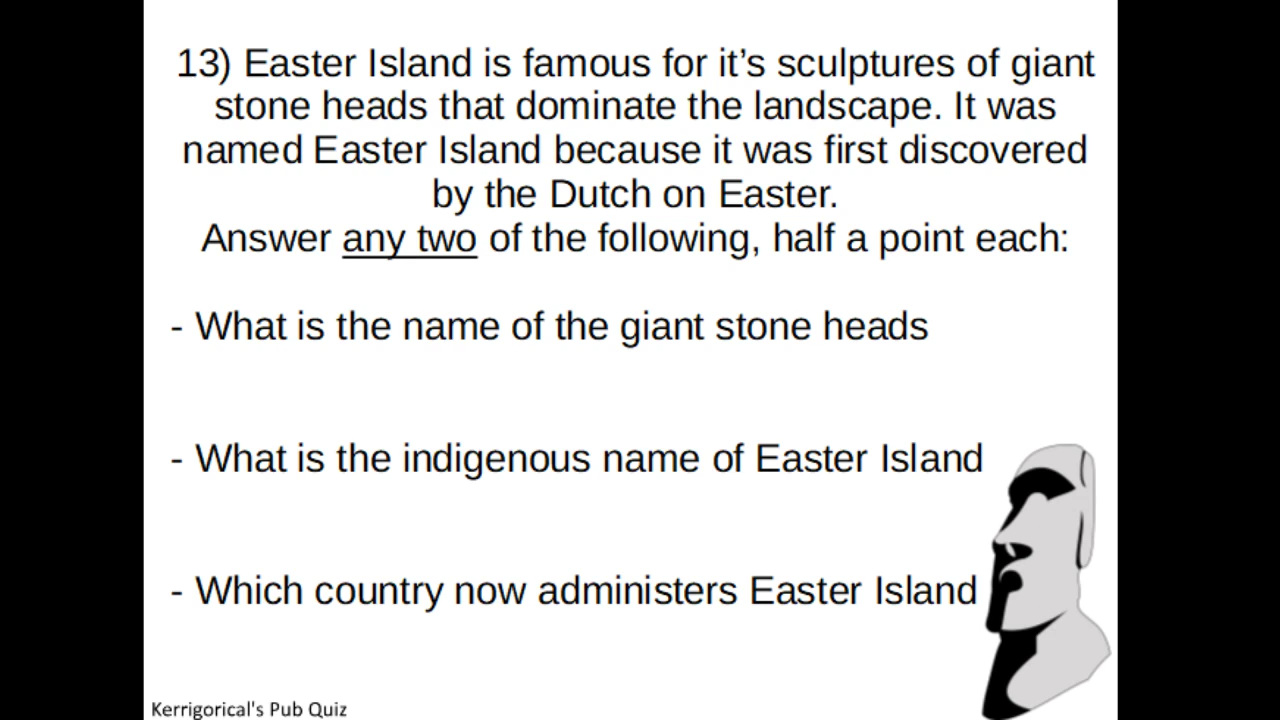 13) Easter Island is famous for it’s sculptures of giant
stone heads that dominate the landscape. It was
named Easter Island because it was first discovered
by the Dutch on Easter.
Answer any two of the following, half a point each:
- What is the name of the giant stone heads
- What is the indigenous name of Easter Island
- Which country now administers Easter Island
Kerrigorical's Pub Quiz